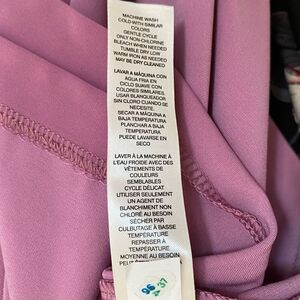 MACHINE WASH
COLD WITH SIMILAR
COLORS
GENTLE CYCLE
ONLY NON-CHLORINE
BLEACH WHEN NEEDED
TUMBLE DRY LOW
WARM IRON AS NEEDED
MAY BE DRY CLEANED
LAVAR A MÁQUINA CON
AGUA FRIA EN
CICLO SUAVE CON
COLORES SIMILARES.
USAR BLANQUEADOR
SIN CLORO CUANDO SE
NECESITE.
SECAR A MÁQUINA A
BAJA TEMPERATURA
PLANCHAR A BAJA
TEMPERATURA
PUEDE LAVARSE
EN SECO
LAVER À LA MACHINE À
L'EAU FROIDE AVEC DES
VÊTEMENTS DE
COULEURS
SEMBLABLES
CYCLE DÉLICAT
UTILISER SEULEMENT
UN AGENT DE
BLANCHIMENT NON
CHLORÉ AU BESOIN
SÉCHER PAR
CULBUTAGE À BASSE
TEMPÉRATURE
REPASSER À
TEMPÉRATURE
MOYENNE AU BESOIN
96
37